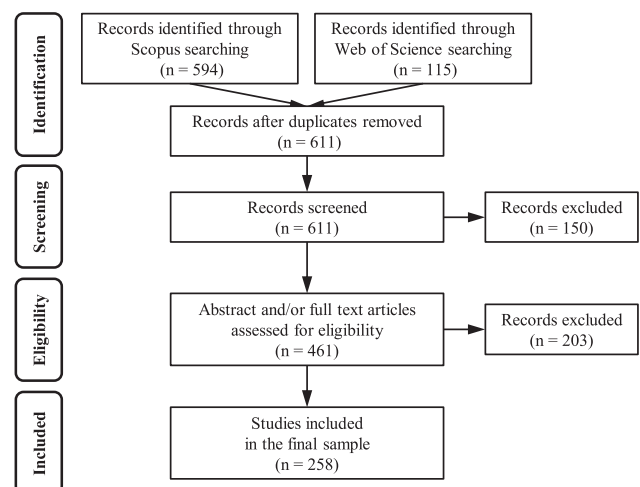 Identification
Records identified through
Scopus searching
(n = 594)
Records identified through
Web of Science searching
(n = 115)
Records after duplicates removed
(n = 611)
Screening
Records screened
(n = 611)
Records excluded
(n = 150)
Eligibility
Abstract and/or full text articles
assessed for eligibility
(n = 461)
Records excluded
(n = 203)
Included
Studies included
in the final sample
(n = 258)